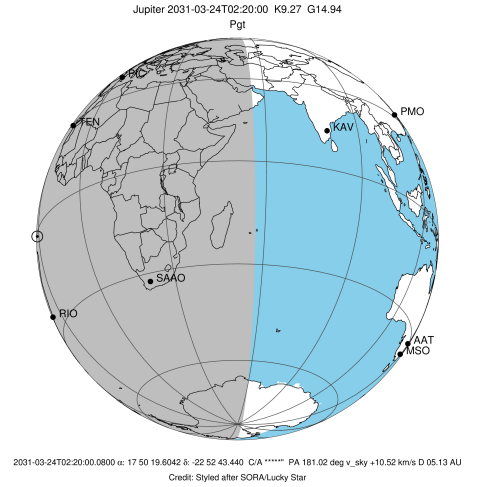 Jupiter 2031-03-24T02:20:00 K9.27 G14.94
Pgt
PIC
TEN
PMO
KAV
SAAO
RIO
AAT
MSO
2031-03-24T02:20:00.0800 α: 17 50 19.6042 δ: -22 52 43.440 C/A *****" PA 181.02 deg v_sky +10.52 km/s D 05.13 AU
Credit: Styled after SORA/Lucky Star